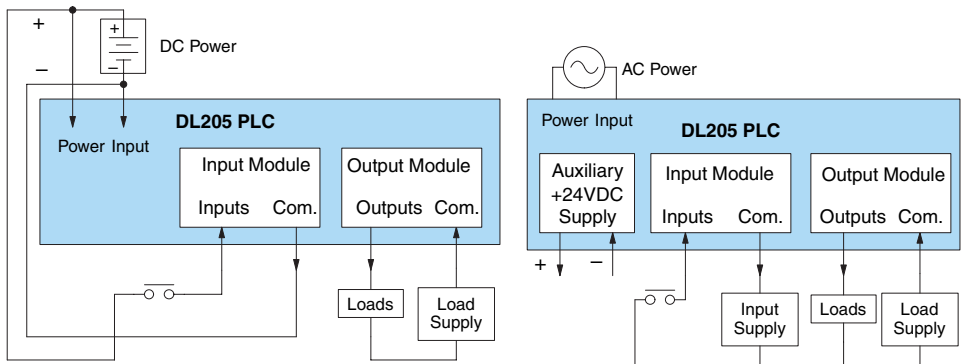 +
–
+
–
DC Power
DL205 PLC
Power Input
Input Module
Inputs Com.
Output Module
Outputs Com.
Loads
Load
Supply
AC Power
Power Input
DL205 PLC
Auxiliary
+24VDC
Supply
Input Module
Inputs Com.
Output Module
Outputs Com.
+
–
Input
Supply
Loads
Load
Supply